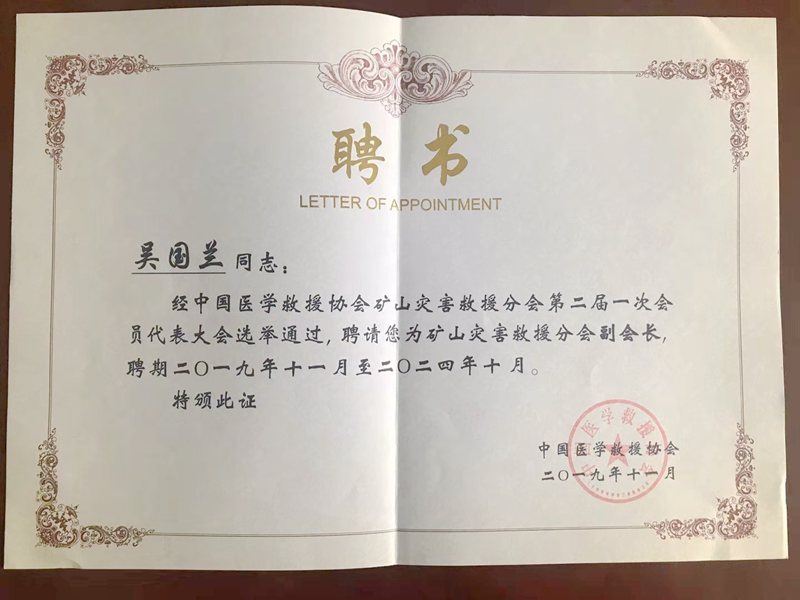 聘书
LETTER OF APPOINTMENT
吴国兰同志：
经中国医学救援协会矿山灾害救援分会第二届一次会
员代表大会选举通过，聘请您为矿山灾害救援分会副会长，
聘期二〇一九年十一月至二〇二四年十月。
特颁此证
中国医学救援协会
二〇一九年十一月